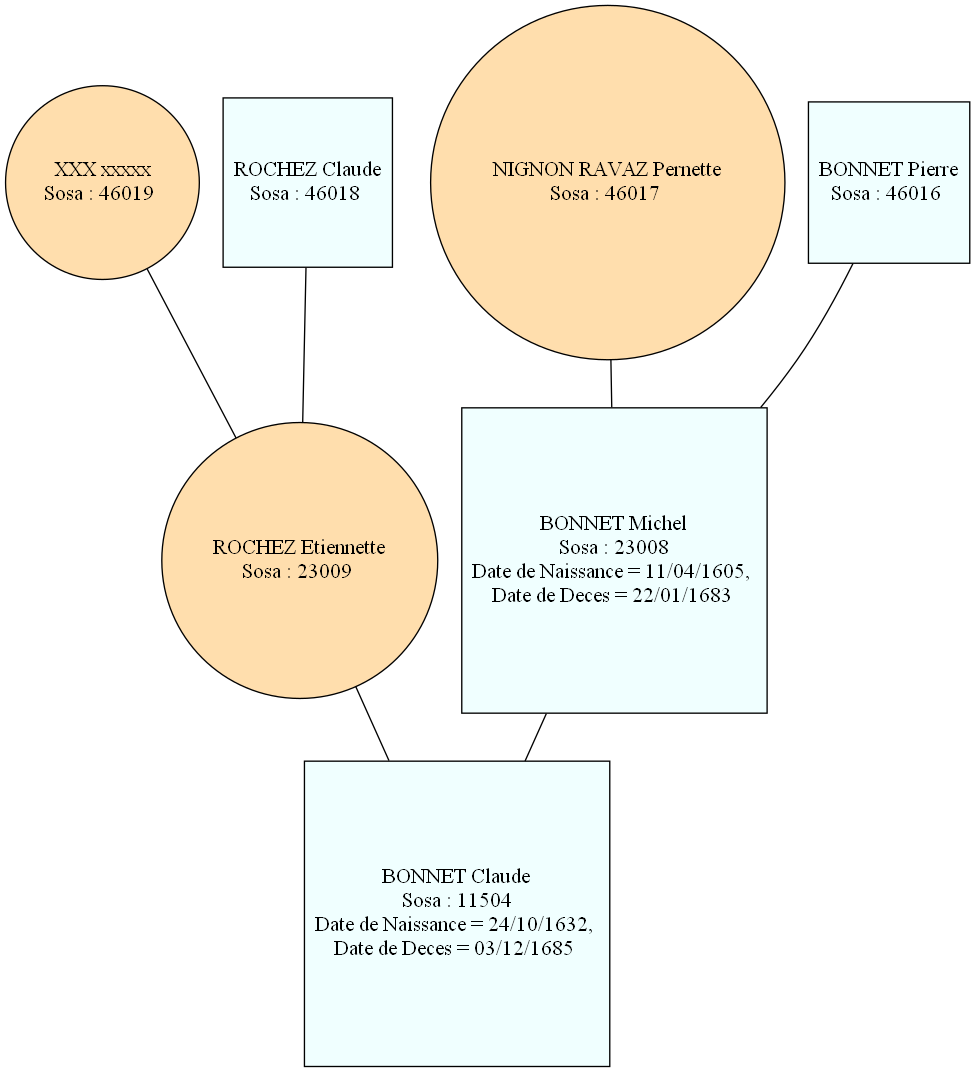 XXX xxxxx
Sosa : 46019
ROCHEZ Claude
Sosa : 46018
NIGNON RAVAZ Pernette
Sosa : 46017
BONNET Pierre
Sosa : 46016
ROCHEZ Etiennette
Sosa : 23009
BONNET Michel
Sosa : 23008
Date de Naissance = 11/04/1605,
Date de Deces = 22/01/1683
BONNET Claude
Sosa : 11504
Date de Naissance = 24/10/1632,
Date de Deces = 03/12/1685